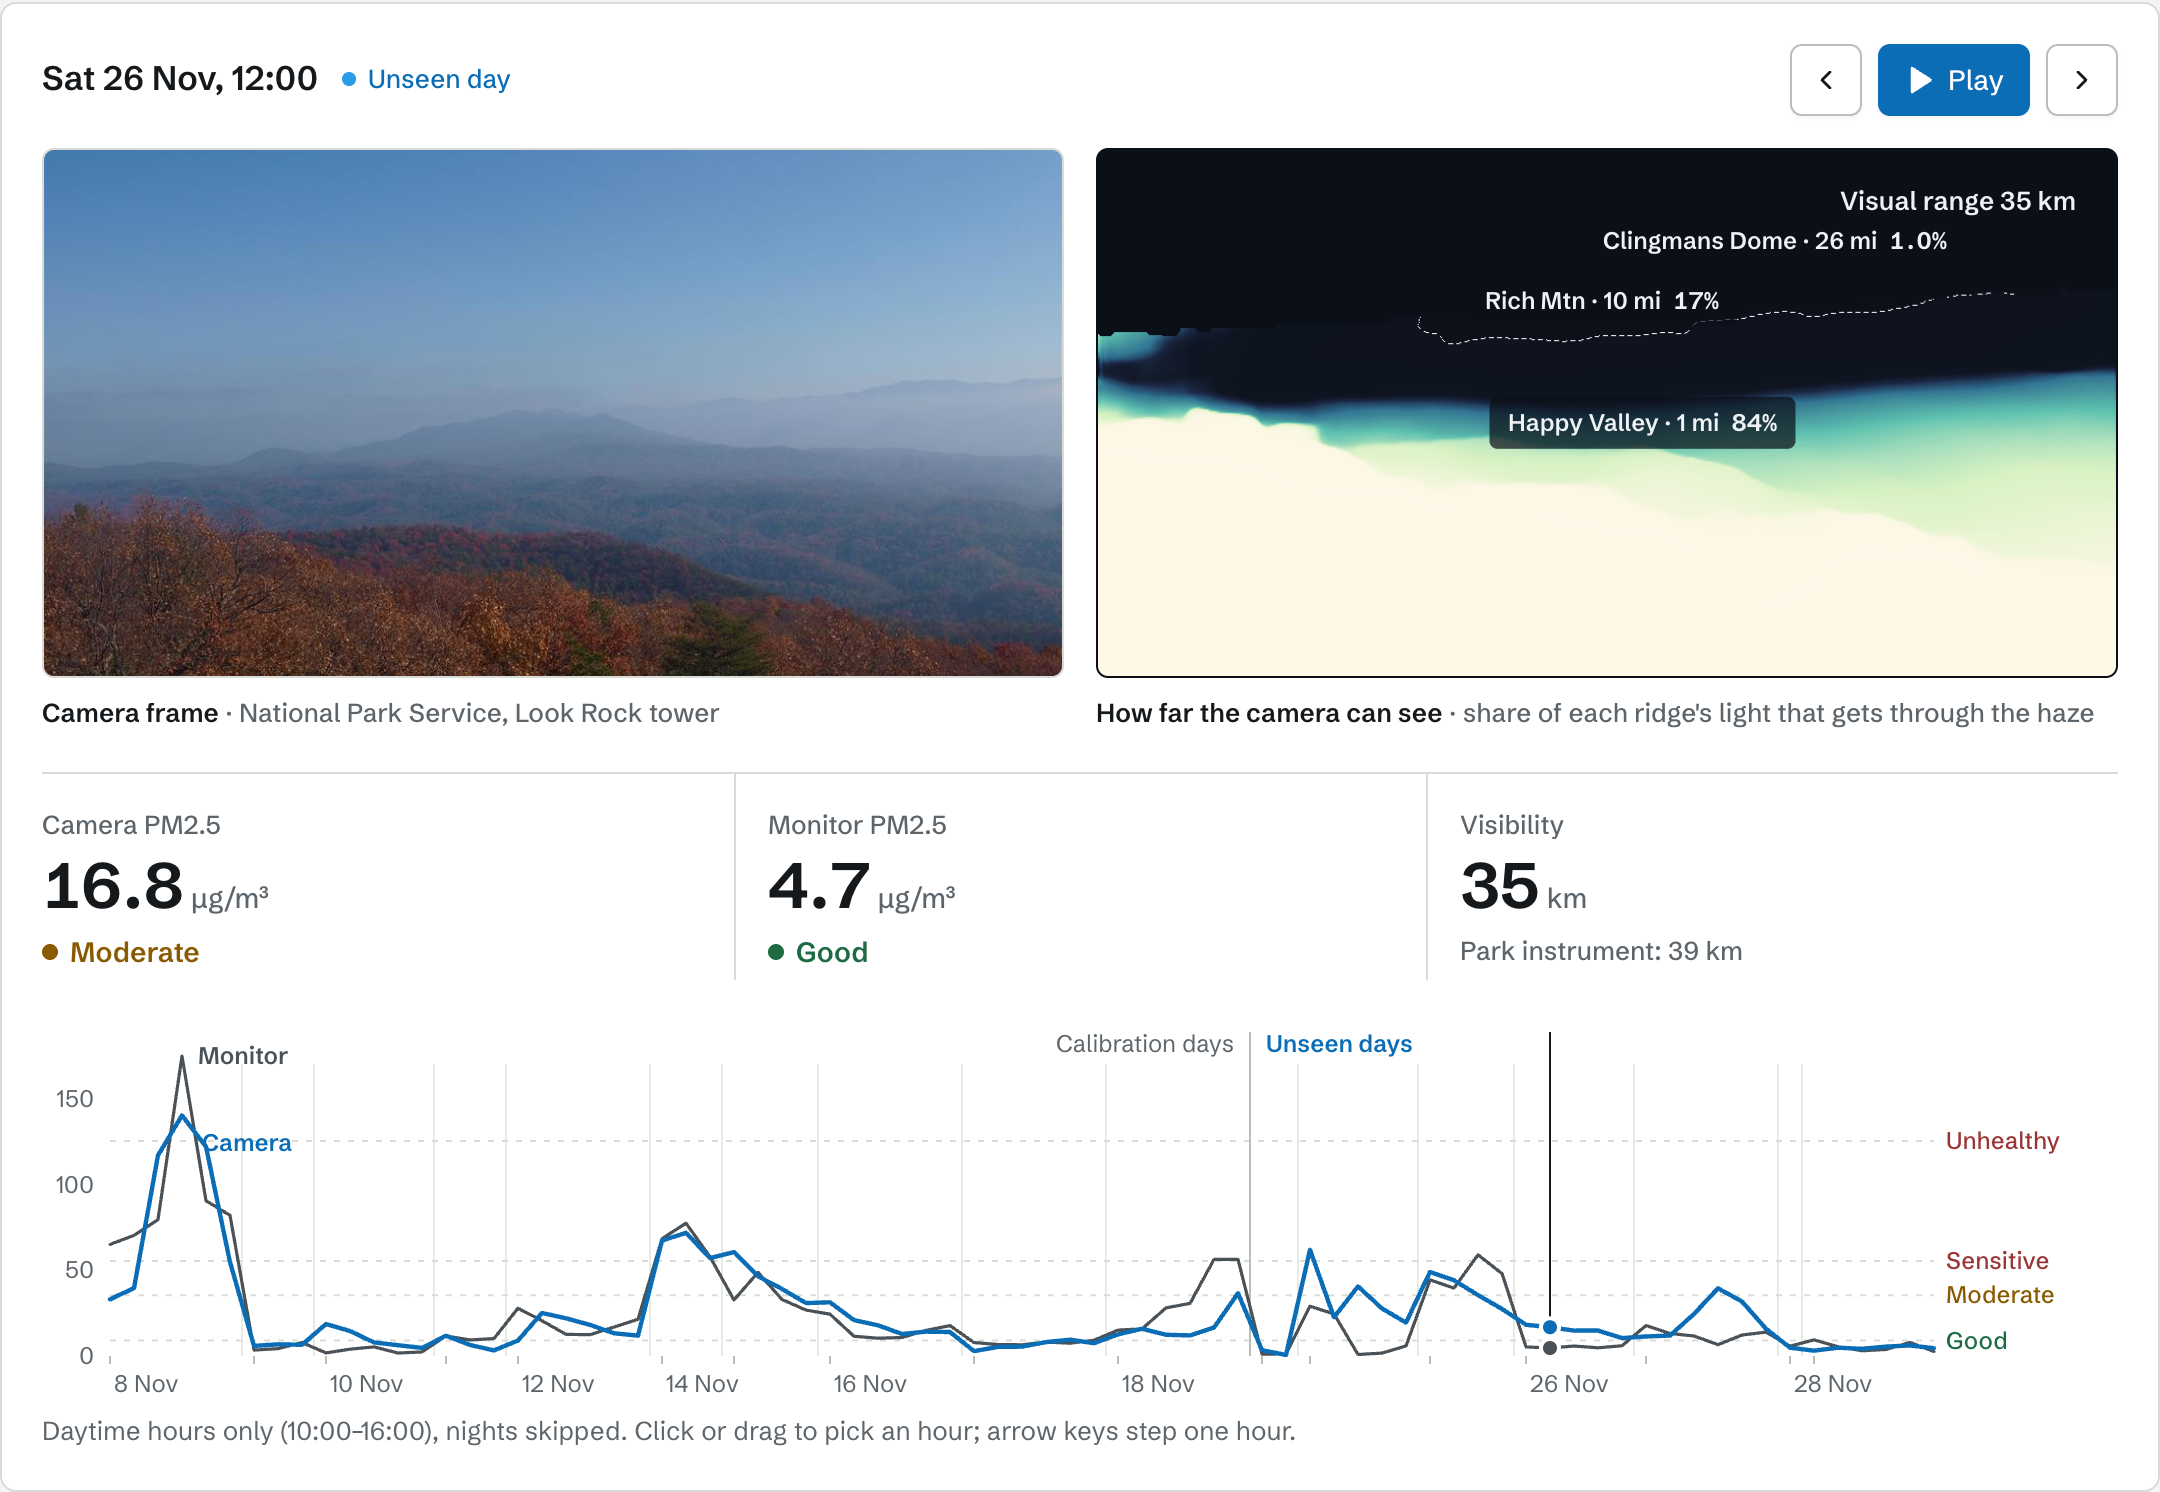 Sat 26 Nov, 12:00 Unseen day
Play
Visual range 35 km
Clingmans Dome · 26 mi 1.0%
Rich Mtn · 10 mi 17%
Happy Valley · 1 mi 84%
Camera frame · National Park Service, Look Rock tower
How far the camera can see · share of each ridge's light that gets through the haze
Camera PM2.5
16.8 µg/m³
Moderate
Monitor PM2.5
4.7 µg/m³
Good
Visibility
35 km
Park instrument: 39 km
Calibration days Unseen days
Monitor
150
Camera
Unhealthy
100
50
Sensitive
Moderate
0
Good
8 Nov 10 Nov 12 Nov 14 Nov 16 Nov 18 Nov 26 Nov 28 Nov
Daytime hours only (10:00–16:00), nights skipped. Click or drag to pick an hour; arrow keys step one hour.